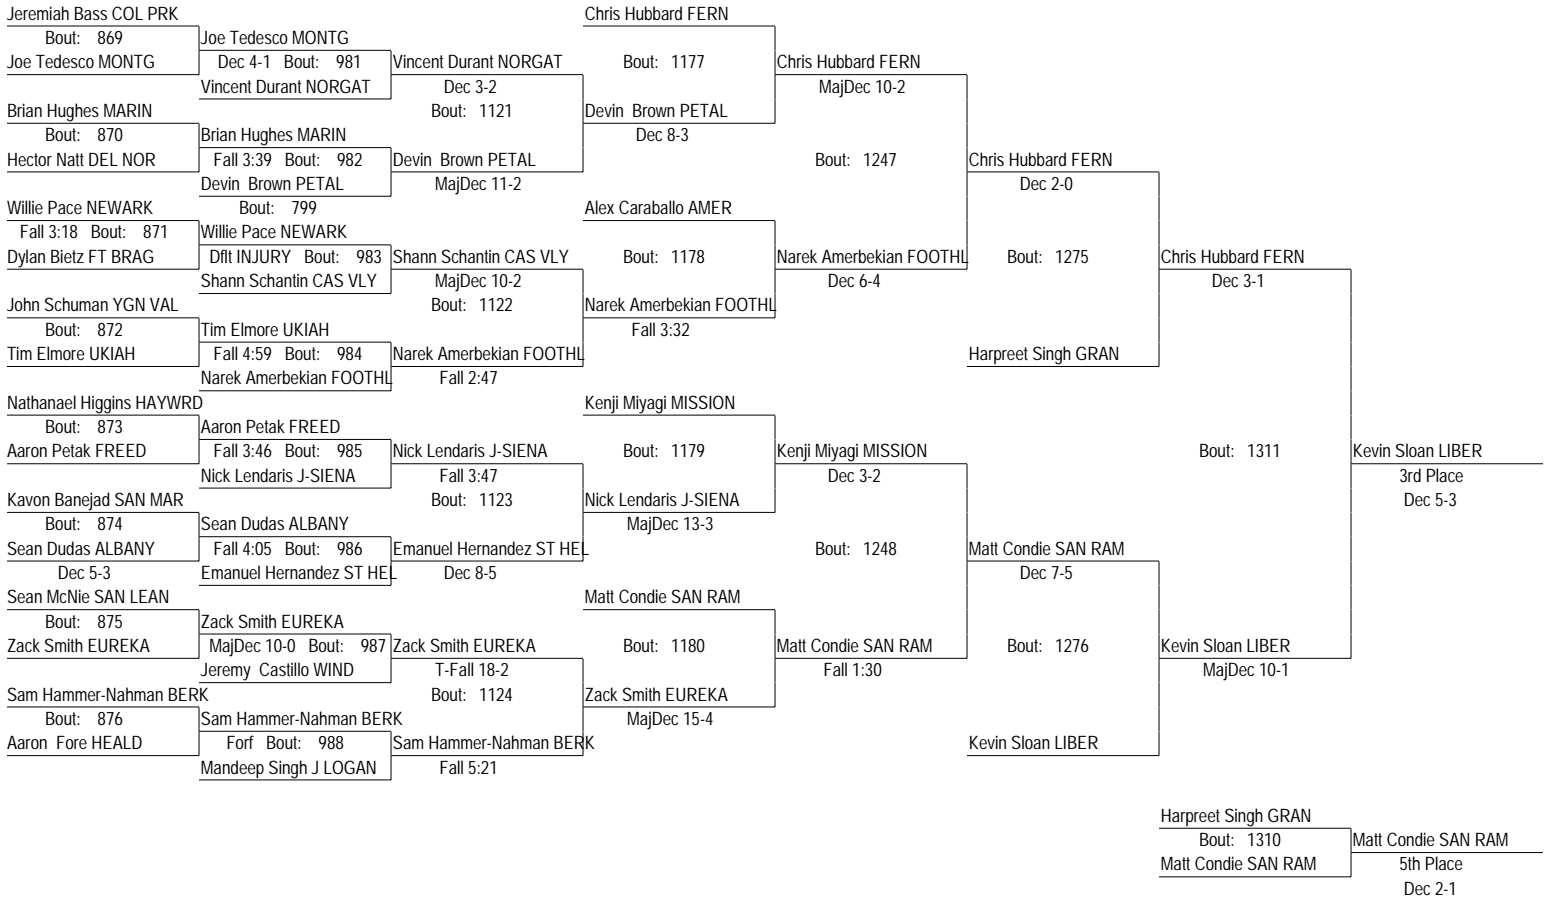 Jeremiah Bass COL PRK
Chris Hubbard FERN
Bout: 869
Joe Tedesco MONTG
Joe Tedesco MONTG
Dec 4-1 Bout: 981
Vincent Durant NORGAT
Bout: 1177
Chris Hubbard FERN
Vincent Durant NORGAT
Dec 3-2
MajDec 10-2
Brian Hughes MARIN
Bout: 1121
Devin Brown PETAL
Bout: 870
Brian Hughes MARIN
Dec 8-3
Hector Natt DEL NOR
Fall 3:39 Bout: 982
Devin Brown PETAL
Bout: 1247
Chris Hubbard FERN
Devin Brown PETAL
MajDec 11-2
Dec 2-0
Willie Pace NEWARK
Bout: 799
Alex Caraballo AMER
Fall 3:18 Bout: 871
Willie Pace NEWARK
Dylan Bietz FT BRAG
Dflt INJURY Bout: 983
Shann Schantin CAS VLY
Bout: 1178
Narek Amerbekian FOOTHL
Bout: 1275
Chris Hubbard FERN
Shann Schantin CAS VLY
MajDec 10-2
Dec 6-4
Dec 3-1
John Schuman YGN VAL
Bout: 1122
Narek Amerbekian FOOTHL
Bout: 872
Tim Elmore UKIAH
Fall 3:32
Tim Elmore UKIAH
Fall 4:59 Bout: 984
Narek Amerbekian FOOTHL
Harpreet Singh GRAN
Narek Amerbekian FOOTHL
Fall 2:47
Nathanael Higgins HAYWRD
Kenji Miyagi MISSION
Bout: 873
Aaron Petak FREED
Aaron Petak FREED
Fall 3:46 Bout: 985
Nick Lendaris J-SIENA
Bout: 1179
Kenji Miyagi MISSION
Bout: 1311
Kevin Sloan LIBER
Nick Lendaris J-SIENA
Fall 3:47
Dec 3-2
3rd Place
Kavon Banejad SAN MAR
Bout: 1123
Nick Lendaris J-SIENA
Dec 5-3
Bout: 874
Sean Dudas ALBANY
MajDec 13-3
Sean Dudas ALBANY
Fall 4:05 Bout: 986
Emanuel Hernandez ST HEL
Bout: 1248
Matt Condie SAN RAM
Dec 5-3
Emanuel Hernandez ST HEL
Dec 8-5
Dec 7-5
Sean McNie SAN LEAN
Matt Condie SAN RAM
Bout: 875
Zack Smith EUREKA
Zack Smith EUREKA
MajDec 10-0 Bout: 987
Zack Smith EUREKA
Bout: 1180
Matt Condie SAN RAM
Bout: 1276
Kevin Sloan LIBER
Jeremy Castillo WIND
T-Fall 18-2
Fall 1:30
MajDec 10-1
Sam Hammer-Nahman BERK
Bout: 1124
Zack Smith EUREKA
Bout: 876
Sam Hammer-Nahman BERK
MajDec 15-4
Aaron Fore HEALD
Forf Bout: 988
Sam Hammer-Nahman BERK
Kevin Sloan LIBER
Mandeep Singh J LOGAN
Fall 5:21
Harpreet Singh GRAN
Bout: 1310
Matt Condie SAN RAM
Matt Condie SAN RAM
5th Place
Dec 2-1